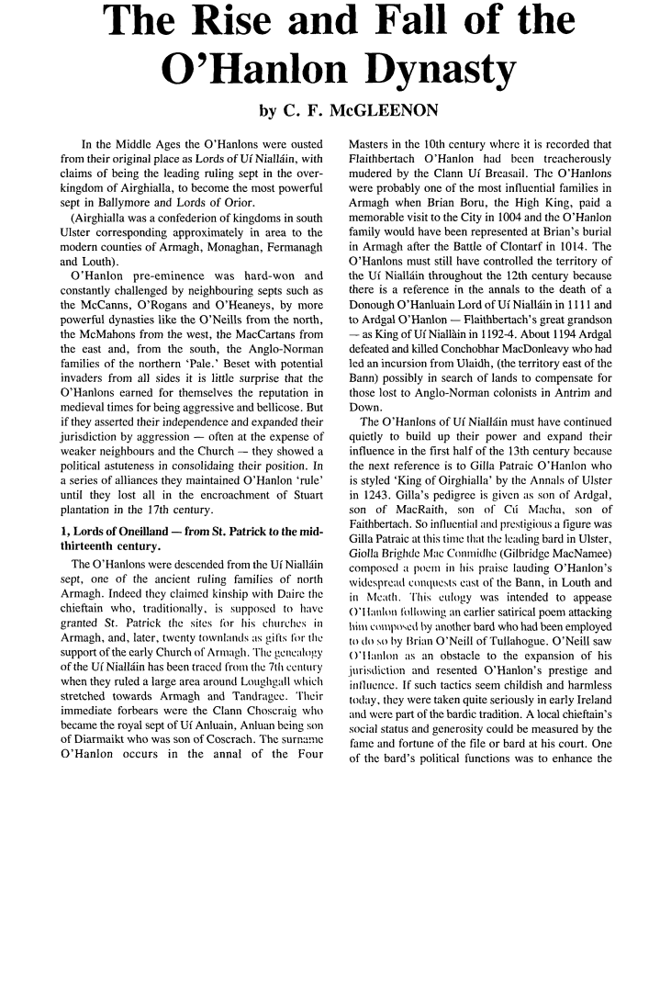 The Rise and Fall of the
O'Hanlon Dynasty
by C. F. McGLEENON
In the Middle Ages the O'Hanlons were ousted
from their original place as Lords of Uí Nialláin, with
claims of being the leading ruling sept in the over-
kingdom of Airghialla, to become the most powerful
sept in Ballymore and Lords of Orior.
(Airghialla was a confederion of kingdoms in south
Ulster corresponding approximately in area to the
modern counties of Armagh, Monaghan, Fermanagh
and Louth).
O'Hanlon pre-eminence was hard-won and
constantly challenged by neighbouring septs such as
the McCanns, O'Rogans and O'Heaneys, by more
powerful dynasties like the O'Neills from the north,
the McMahons from the west, the MacCartans from
the east and, from the south, the Anglo-Norman
families of the northern 'Pale.' Beset with potential
invaders from all sides it is little surprise that the
O'Hanlons earned for themselves the reputation in
medieval times for being aggressive and bellicose. But
if they asserted their independence and expanded their
jurisdiction by aggression — often at the expense of
weaker neighbours and the Church — they showed a
political astuteness in consolidaing their position. In
a series of alliances they maintained O'Hanlon 'rule'
until they lost all in the encroachment of Stuart
plantation in the 17th century.
1, Lords of Oneilland — from St. Patrick to the mid-
thirteenth century.
The O'Hanlons were descended from the Uí Nialláin
sept, one of the ancient ruling families of north
Armagh. Indeed they claimed kinship with Daire the
chieftain who, traditionally, is supposed to have
granted St. Patrick the sites for his churches in
Armagh, and, later, twenty townlands as gifts for the
support of the early Church of Armagh. The genealogy
of the Uí Nialláin has been traced from the 7th century
when they ruled a large area around Loughgall which
stretched towards Armagh and Tandragee. Their
immediate forbears were the Clann Choscraig who
became the royal sept of Uí Anluain, Anluan being son
of Diarmaikt who was son of Coscrach. The surname
O'Hanlon occurs in the annal of the Four
Masters in the 10th century where it is recorded that
Flaithbertach O'Hanlon had been treacherously
mudered by the Clann Uí Breasail. The O'Hanlons
were probably one of the most influential families in
Armagh when Brian Boru, the High King, paid a
memorable visit to the City in 1004 and the O'Hanlon
family would have been represented at Brian's burial
in Armagh after the Battle of Clontarf in 1014. The
O'Hanlons must still have controlled the territory of
the Uí Nialláin throughout the 12th century because
there is a reference in the annals to the death of a
Donough O'Hanluain Lord of Uí Nialláin in 1111 and
to Ardgal O'Hanlon — Flaithbertach's great grandson
— as King of Uí Niallàin in 1192-4. About 1194 Ardgal
defeated and killed Conchobhar MacDonleavy who had
led an incursion from Ulaidh, (the territory east of the
Bann) possibly in search of lands to compensate for
those lost to Anglo-Norman colonists in Antrim and
Down.
The O'Hanlons of Uí Nialláin must have continued
quietly to build up their power and expand their
influence in the first half of the 13th century because
the next reference is to Gilla Patraic O'Hanlon who
is styled 'King of Oirghialla' by the Annals of Ulster
in 1243. Gilla's pedigree is given as son of Ardgal,
son of MacRaith, son of Cú Macha, son of
Faithbertach. So influential and prestigious a figure was
Gilla Patraic at this time that the leading bard in Ulster,
Giolla Brighde Mac Conmidhe (Gilbridge MacNamee)
composed a poem in his praise lauding O'Hanlon's
widespread conquests east of the Bann, in Louth and
in Meath. This eulogy was intended to appease
O'Hanlon following an earlier satirical poem attacking
him composed by another bard who had been employed
to do so by Brian O'Neill of Tullahogue. O'Neill saw
O'Hanlon as an obstacle to the expansion of his
jurisdiction and resented O'Hanlon's prestige and
influence. If such tactics seem childish and harmless
today, they were taken quite seriously in early Ireland
and were part of the bardic tradition. A local chieftain's
social status and generosity could be measured by the
fame and fortune of the file or bard at his court. One
of the bard's political functions was to enhance the